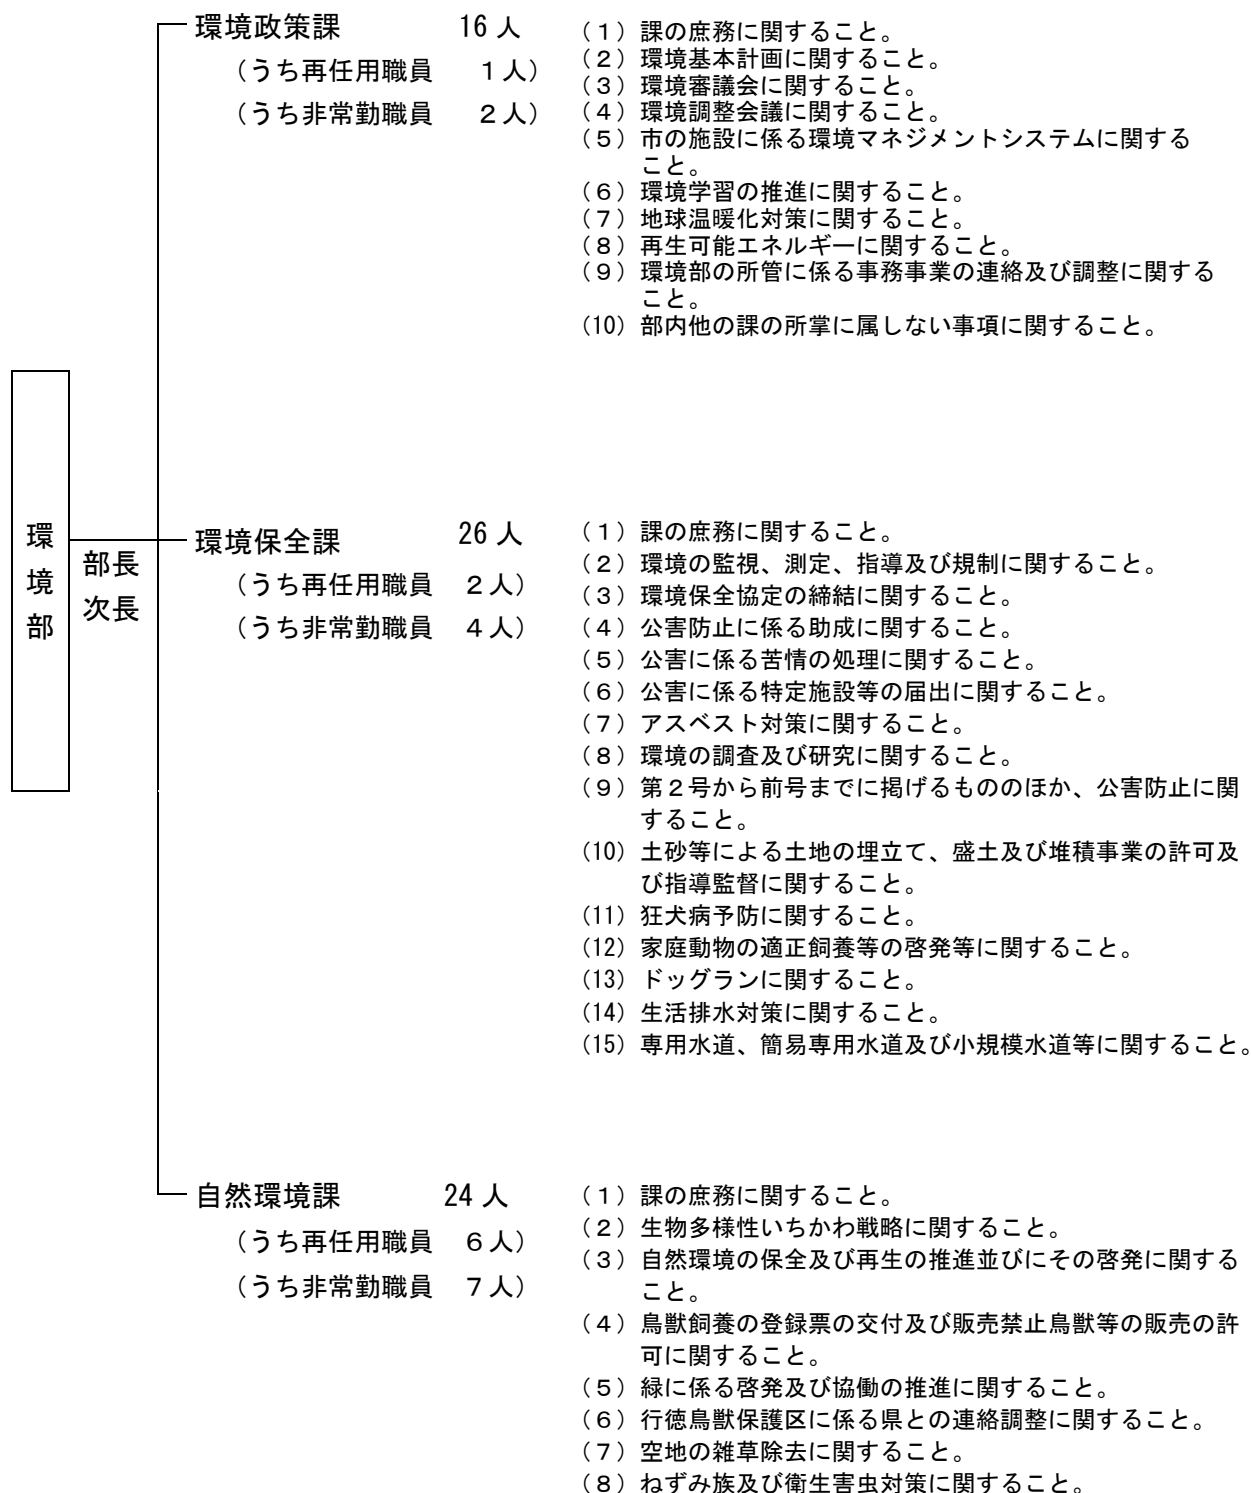 環境部
部長
次長
環境政策課 16人
（うち再任用職員 1人）
（うち非常勤職員 2人）
（1）課の庶務に関すること。
（2）環境基本計画に関すること。
（3）環境審議会に関すること。
（4）環境調整会議に関すること。
（5）市の施設に係る環境マネジメントシステムに関する
こと。
（6）環境学習の推進に関すること。
（7）地球温暖化対策に関すること。
（8）再生可能エネルギーに関すること。
（9）環境部の所管に係る事務事業の連絡及び調整に関する
こと。
（10）部内他の課の所掌に属しない事項に関すること。
環境保全課 26人
（うち再任用職員 2人）
（うち非常勤職員 4人）
（1）課の庶務に関すること。
（2）環境の監視、測定、指導及び規制に関すること。
（3）環境保全協定の締結に関すること。
（4）公害防止に係る助成に関すること。
（5）公害に係る苦情の処理に関すること。
（6）公害に係る特定施設等の届出に関すること。
（7）アスベスト対策に関すること。
（8）環境の調査及び研究に関すること。
（9）第２号から前号までに掲げるもののほか、公害防止に関
すること。
（10）土砂等による土地の埋立て、盛土及び堆積事業の許可及
び指導監督に関すること。
（11）狂犬病予防に関すること。
（12）家庭動物の適正飼養等の啓発等に関すること。
（13）ドッグランに関すること。
（14）生活排水対策に関すること。
（15）専用水道、簡易専用水道及び小規模水道等に関すること。
自然環境課 24人
（うち再任用職員 6人）
（うち非常勤職員 7人）
（1）課の庶務に関すること。
（2）生物多様性いちかわ戦略に関すること。
（3）自然環境の保全及び再生の推進並びにその啓発に関する
こと。
（4）鳥獣飼養の登録票の交付及び販売禁止鳥獣等の販売の許
可に関すること。
（5）緑に係る啓発及び協働の推進に関すること。
（6）行徳鳥獣保護区に係る県との連絡調整に関すること。
（7）空地の雑草除去に関すること。
（8）ねずみ族及び衛生害虫対策に関すること。